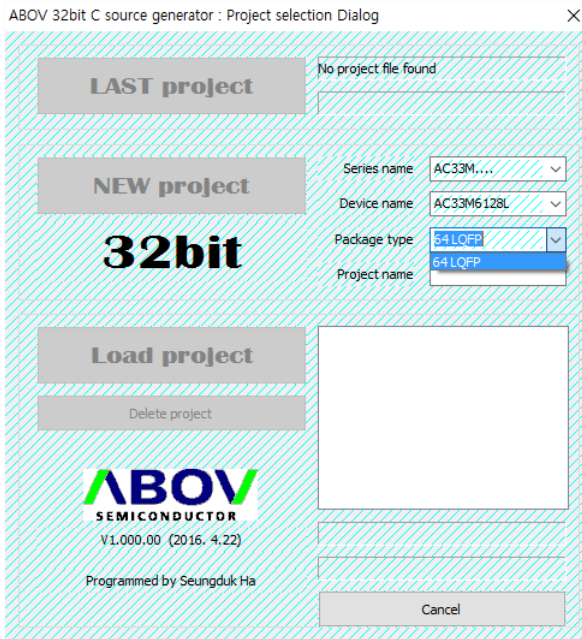 ABOV 32bit C source generator : Project selection Dialog
LAST project
No project file found
NEW project
Series name AC33M....
Device name AC33M6128L
32bit
Package type 64 LQFP
64 LQFP
Project name
Load project
Delete project
ABOV
SEMICONDUCTOR
V1.000.00 (2016. 4.22)
Programmed by Seungduk Ha
Cancel